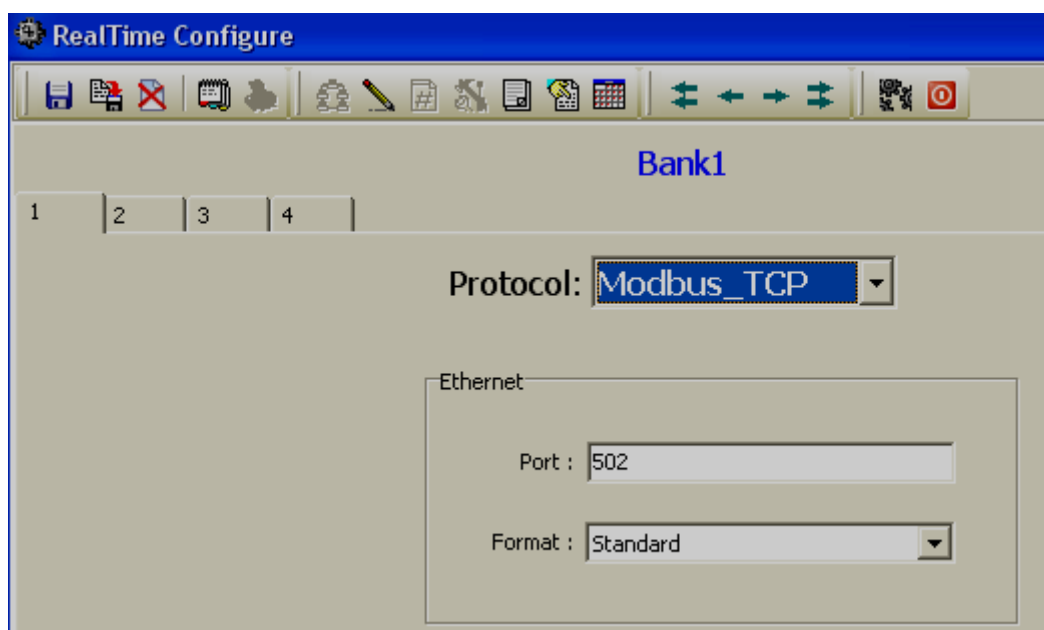 RealTime Configure
Bank1
1 2 3 4
Protocol: Modbus_TCP
Ethernet
Port : 502
Format : Standard